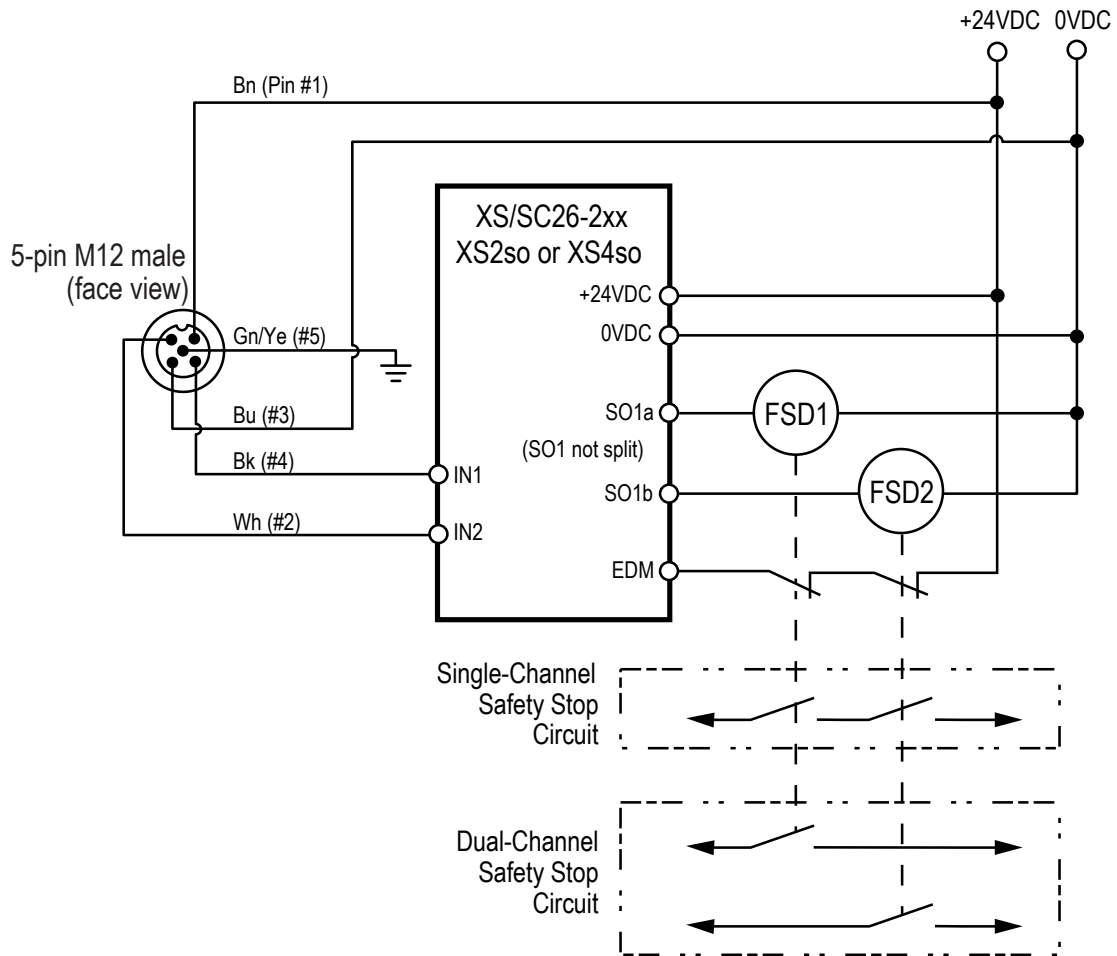 +24VDC 0VDC
Bn (Pin #1)
XS/SC26-2xx
XS2so or XS4so
5-pin M12 male
(face view)
+24VDC
Gn/Ye (#5)
0VDC
Bu (#3)
SO1a
FSD1
(SO1 not split)
Bk (#4)
IN1
SO1b
FSD2
Wh (#2)
IN2
EDM
Single-Channel
Safety Stop
Circuit
Dual-Channel
Safety Stop
Circuit